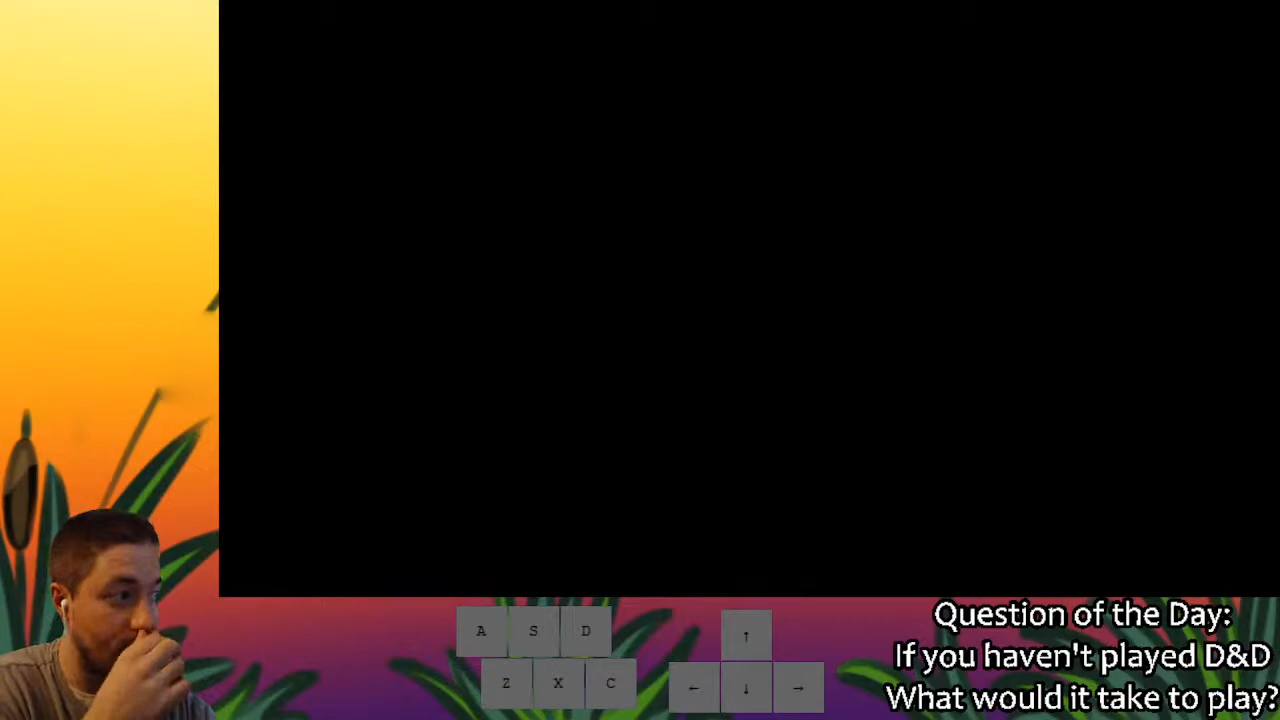 A S D
↑
Z X C
← ↓ →
Question of the Day:
If you haven't played D&D
What would it take to play?